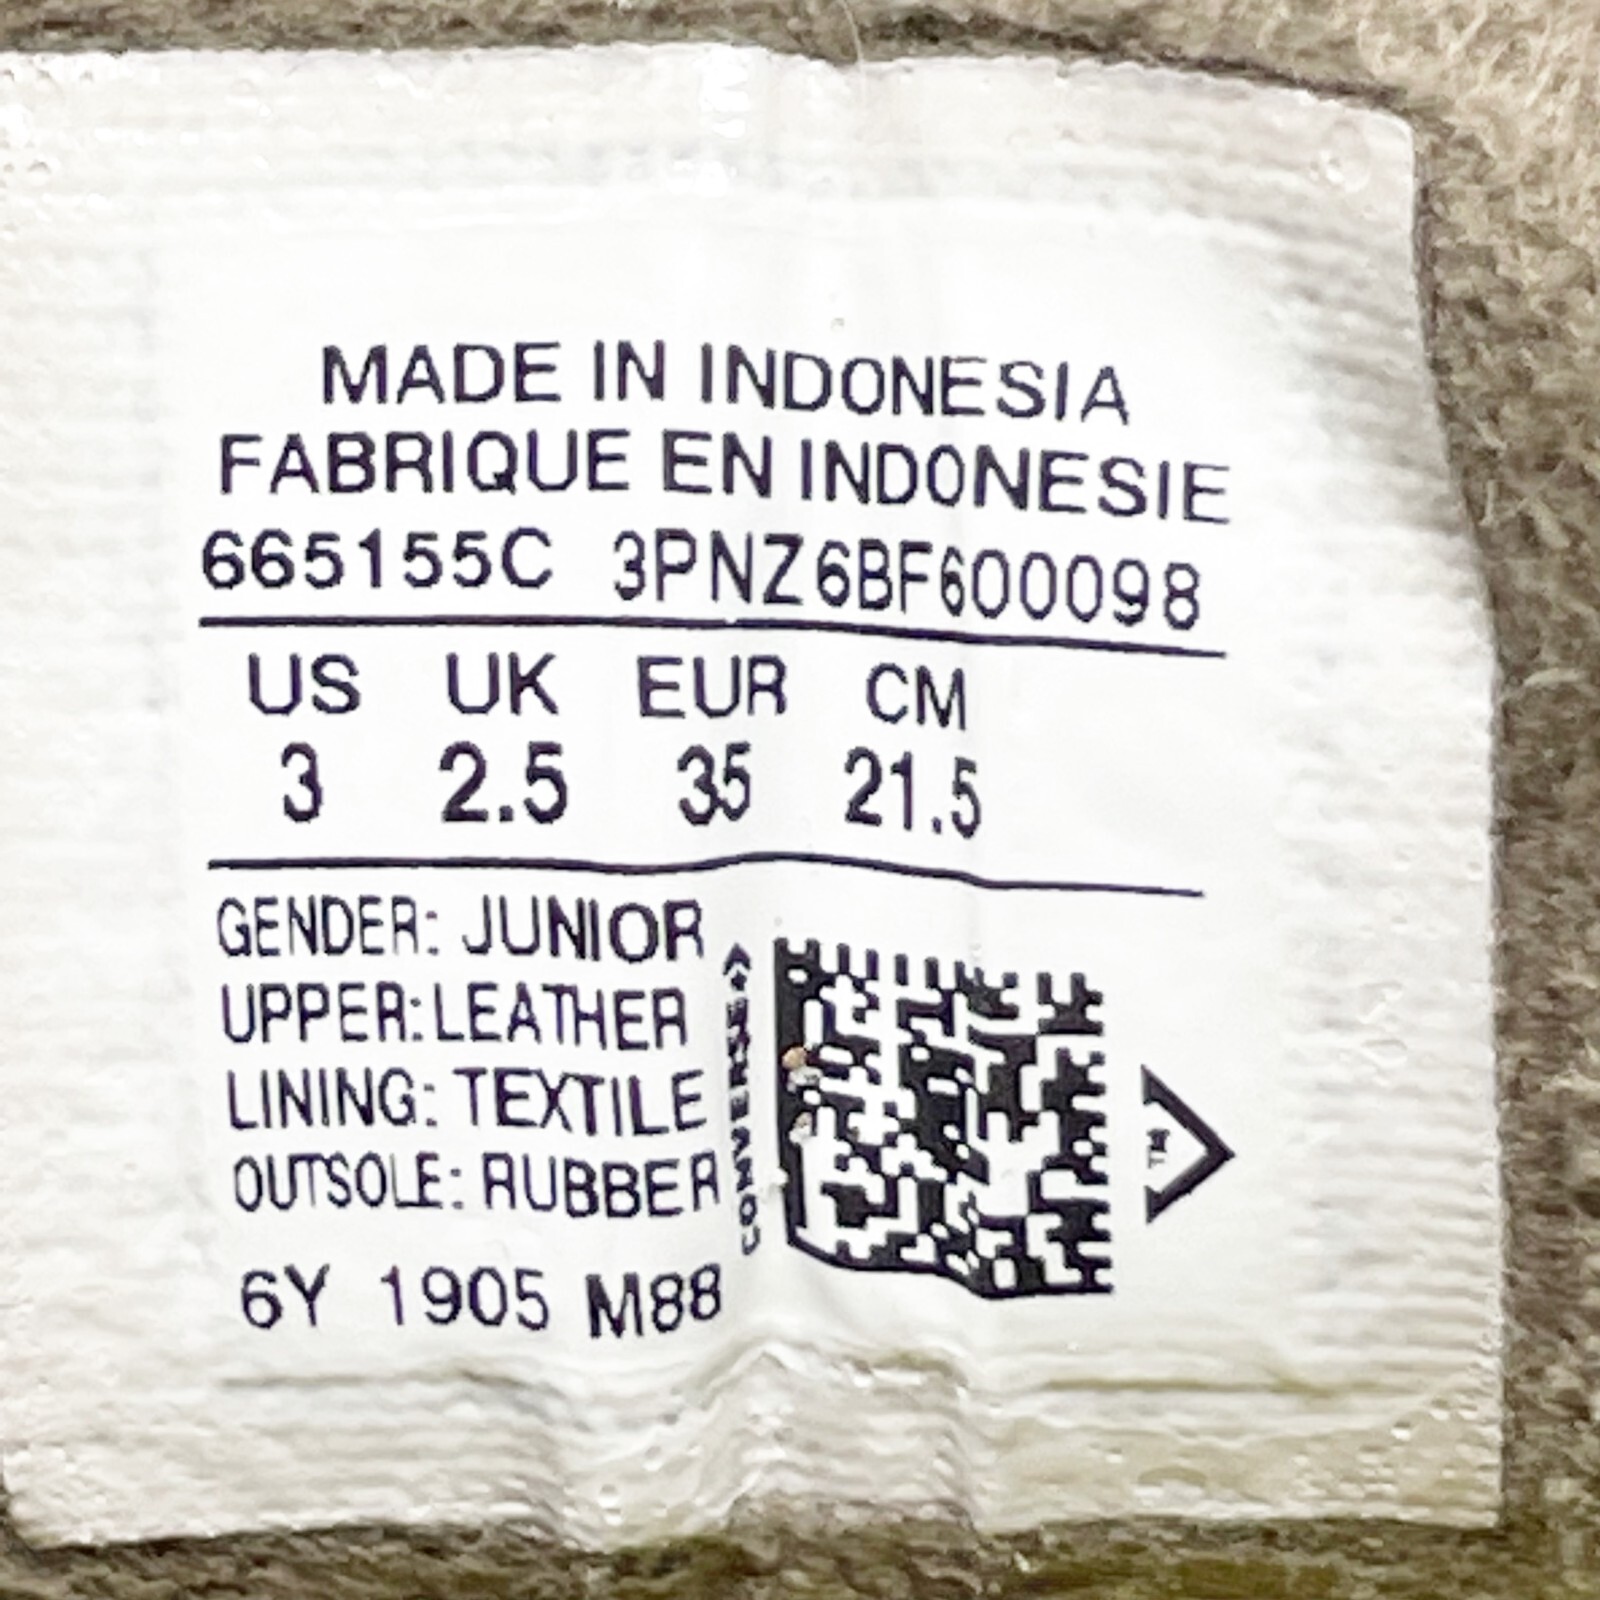 MADE IN INDONESIA
FABRIQUE EN INDONESIE
665155C 3PNZ6BF600098
US UK EUR CM
3 2.5 35 21.5
GENDER: JUNIOR
UPPER: LEATHER
LINING: TEXTILE
OUTSOLE: RUBBER
6Y 1905 M88
CONVERSE
TM